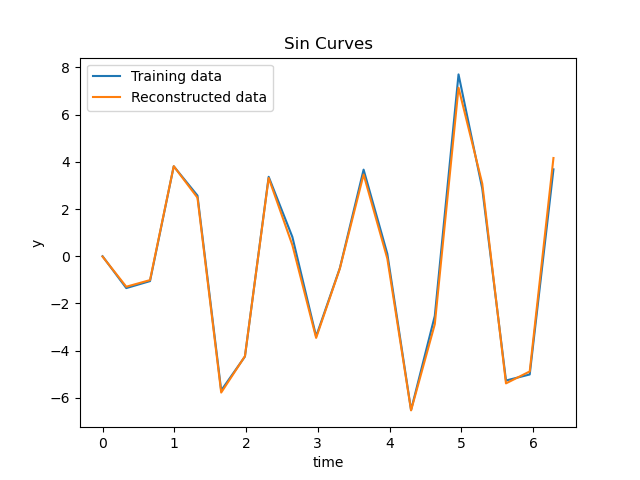 Sin Curves
Training data
Reconstructed data
8
6
4
2
0
−2
−4
−6
y
0 1 2 3 4 5 6
time